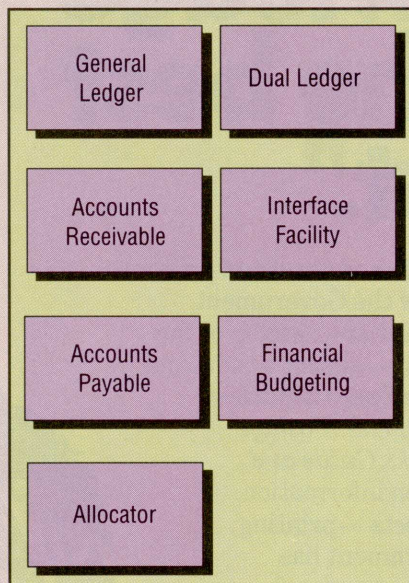 General
Ledger
Dual Ledger
Accounts
Receivable
Interface
Facility
Accounts
Payable
Financial
Budgeting
Allocator